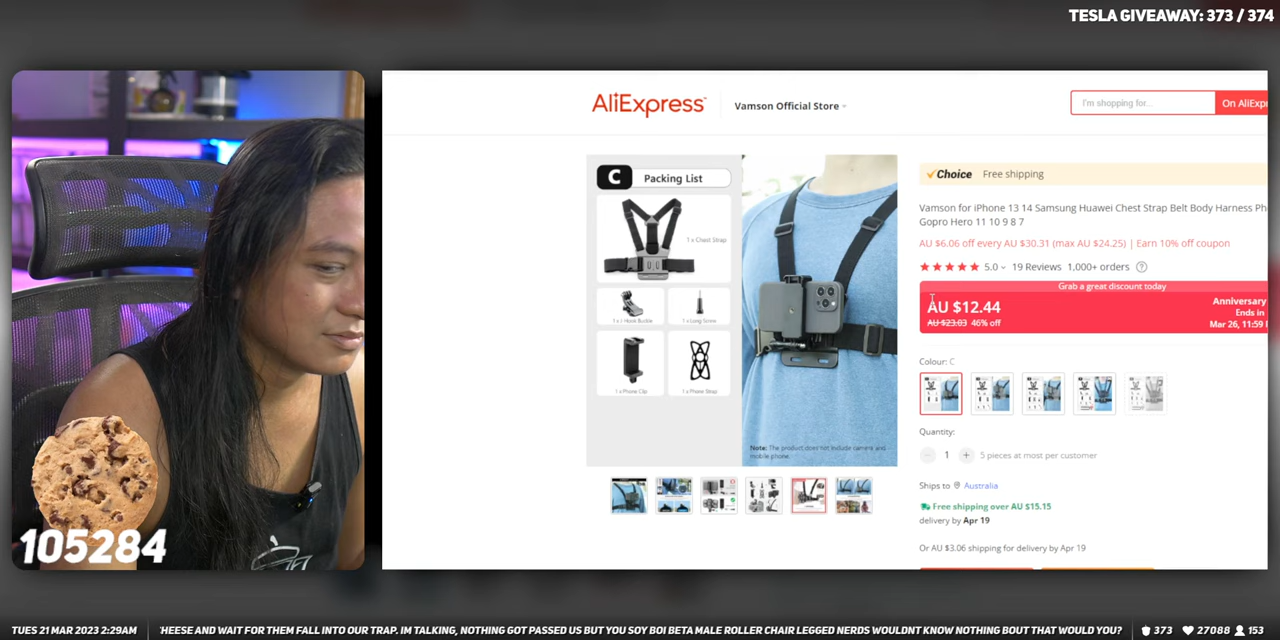 TESLA GIVEAWAY: 373 / 374
AliExpress
Vamson Official Store
I'm shopping for...
On AliExpr
C
Packing List
1 x Chest Strap
1 x J-Hook Buckle
1 x Long Screw
1 x Phone Clip
1 x Phone Strap
Note: The product does not include camera and
mobile phone.
Choice Free shipping
Vamson for iPhone 13 14 Samsung Huawei Chest Strap Belt Body Harness Ph
Gopro Hero 11 10 9 8 7
AU $6.06 off every AU $30.31 (max AU $24.25) | Earn 10% off coupon
5.0 19 Reviews 1,000+ orders ?
Grab a great discount today
AU $12.44
AU $23.03 46% off
Anniversary
Ends in
Mar 26, 11:59
Colour: C
Quantity:
1 + 5 pieces at most per customer
Ships to Australia
Free shipping over AU $15.15
delivery by Apr 19
Or AU $3.06 shipping for delivery by Apr 19
105284
TUES 21 MAR 2023 2:29AM
'HEESE AND WAIT FOR THEM FALL INTO OUR TRAP. IM TALKING, NOTHING GOT PASSED US BUT YOU SOY BOI BETA MALE ROLLER CHAIR LEGGED NERDS WOULDNT KNOW NOTHING BOUT THAT WOULD YOU?
373 27088 153